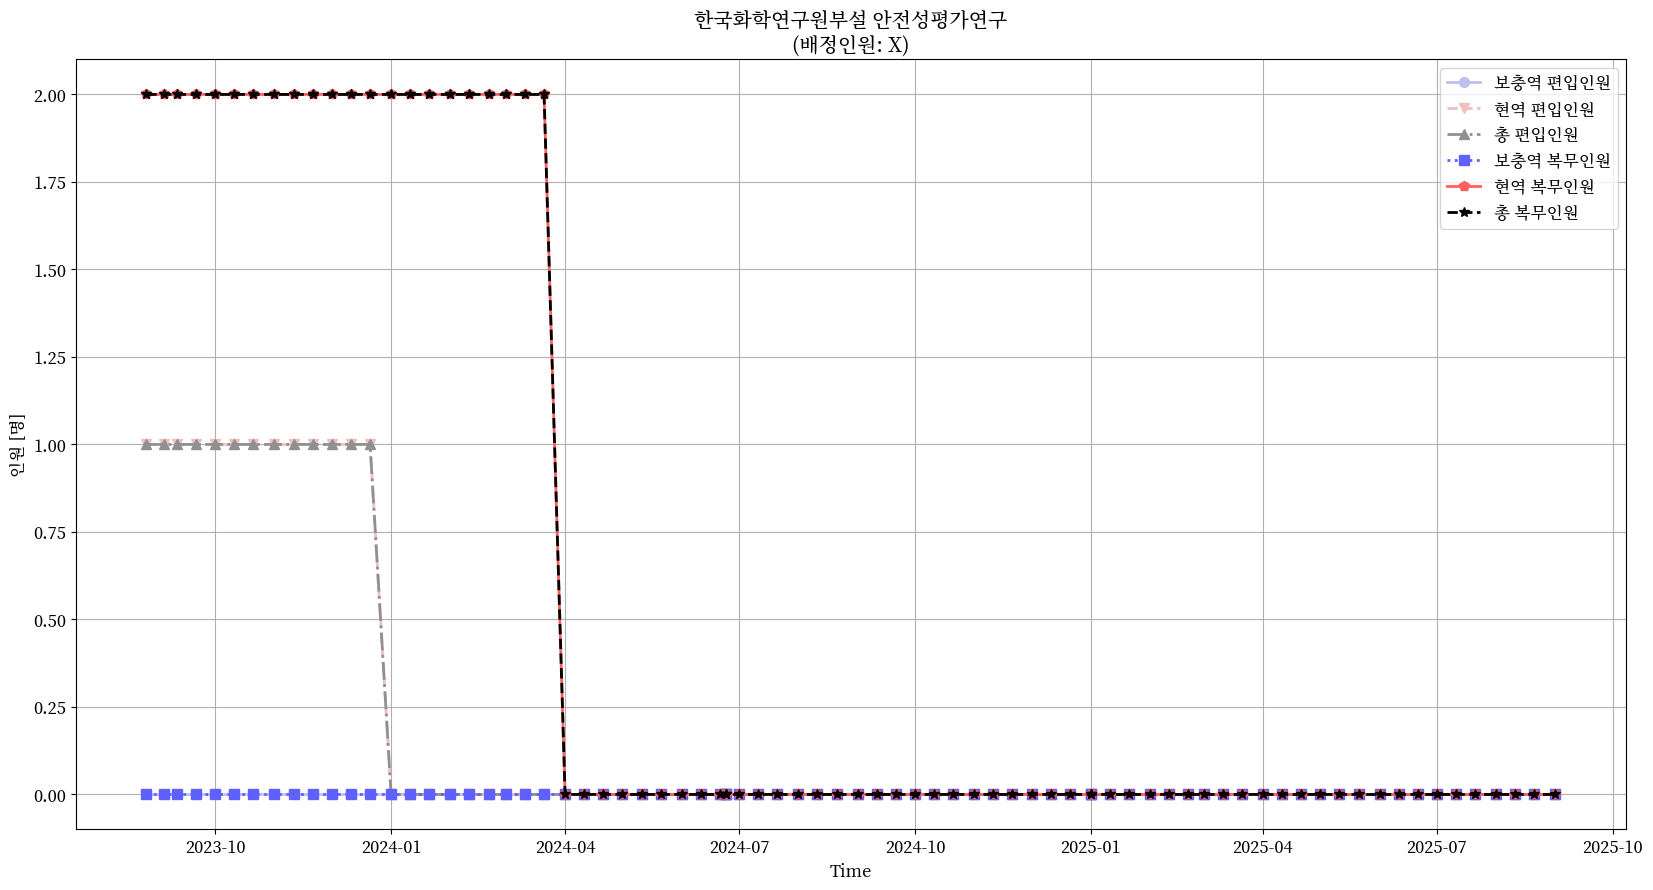 한국화학연구원부설 안전성평가연구
(배정인원: X)
보충역 편입인원
현역 편입인원
총 편입인원
보충역 복무인원
현역 복무인원
총 복무인원
2.00
1.75
1.50
1.25
1.00
0.75
0.50
0.25
0.00
인원 [명]
2023-10
2024-01
2024-04
2024-07
2024-10
2025-01
2025-04
2025-07
2025-10
Time